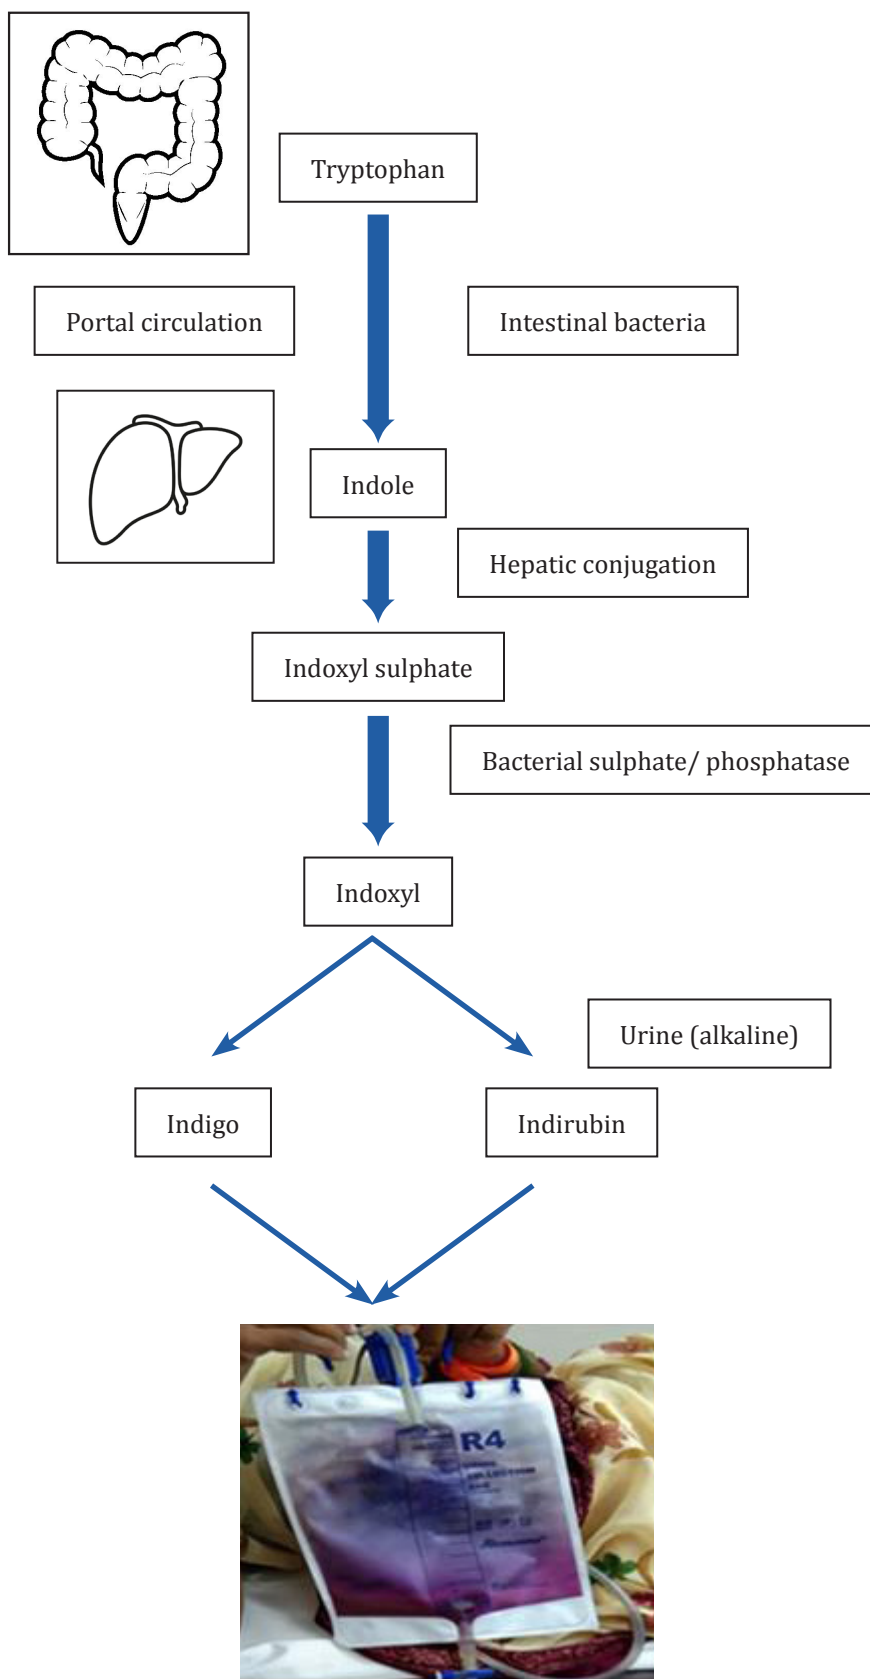 Tryptophan
Portal circulation
Intestinal bacteria
Indole
Hepatic conjugation
Indoxyl sulphate
Bacterial sulphate/ phosphatase
Indoxyl
Urine (alkaline)
Indigo
Indirubin
R4